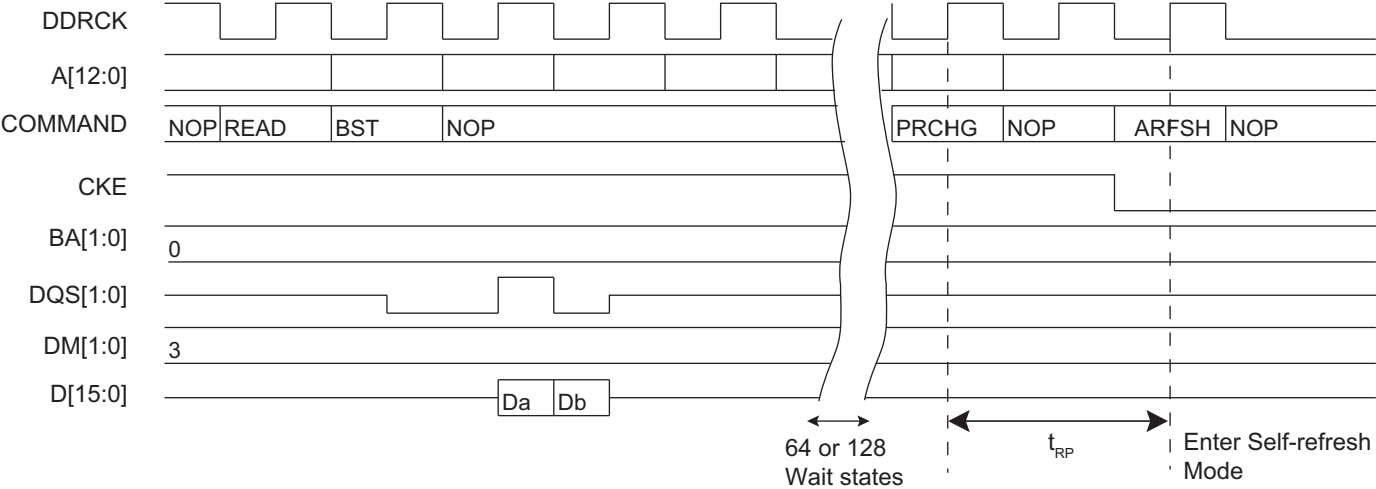 DDRCK
A[12:0]
COMMAND NOP READ BST NOP PRCHG NOP ARFSH NOP
CKE
BA[1:0] 0
DQS[1:0]
DM[1:0] 3
D[15:0] Da Db
64 or 128
Wait states
tRP
Enter Self-refresh
Mode